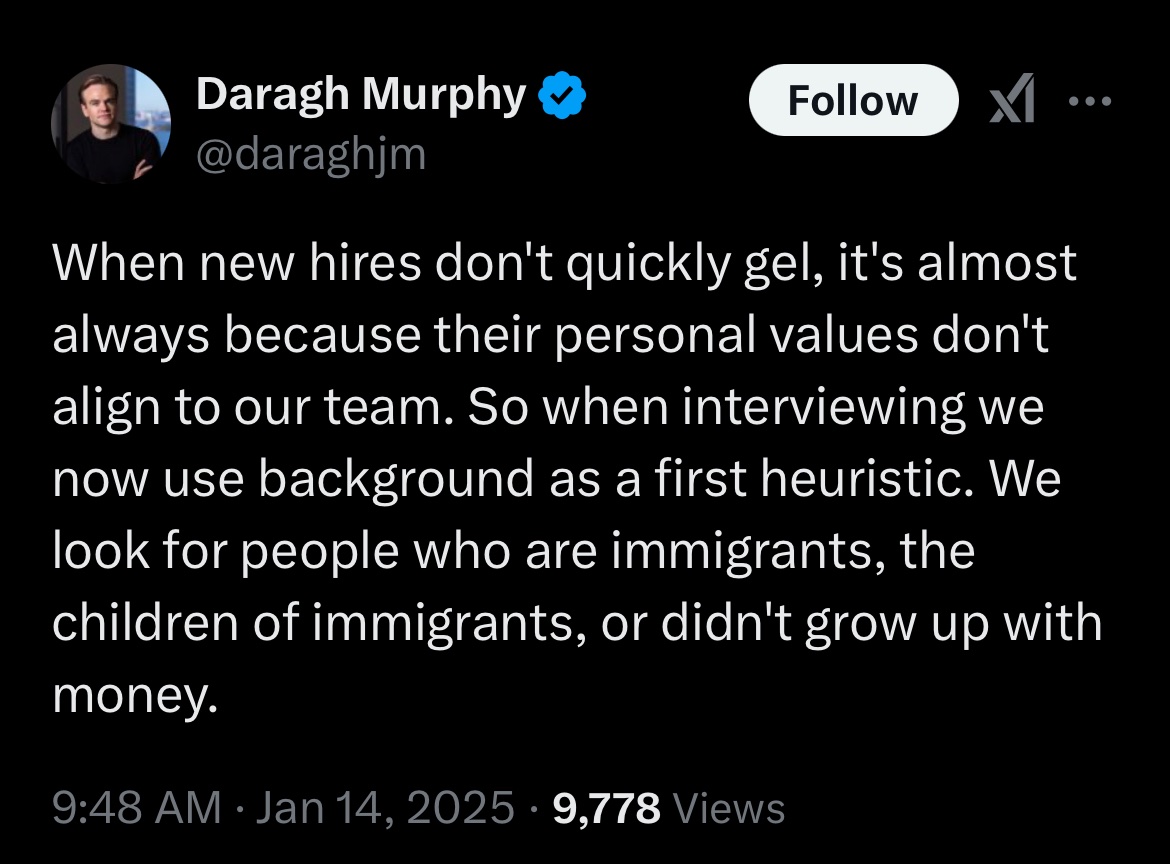 Daragh Murphy
@daraghjm
Follow
When new hires don't quickly gel, it's almost
always because their personal values don't
align to our team. So when interviewing we
now use background as a first heuristic. We
look for people who are immigrants, the
children of immigrants, or didn't grow up with
money.
9:48 AM · Jan 14, 2025 · 9,778 Views